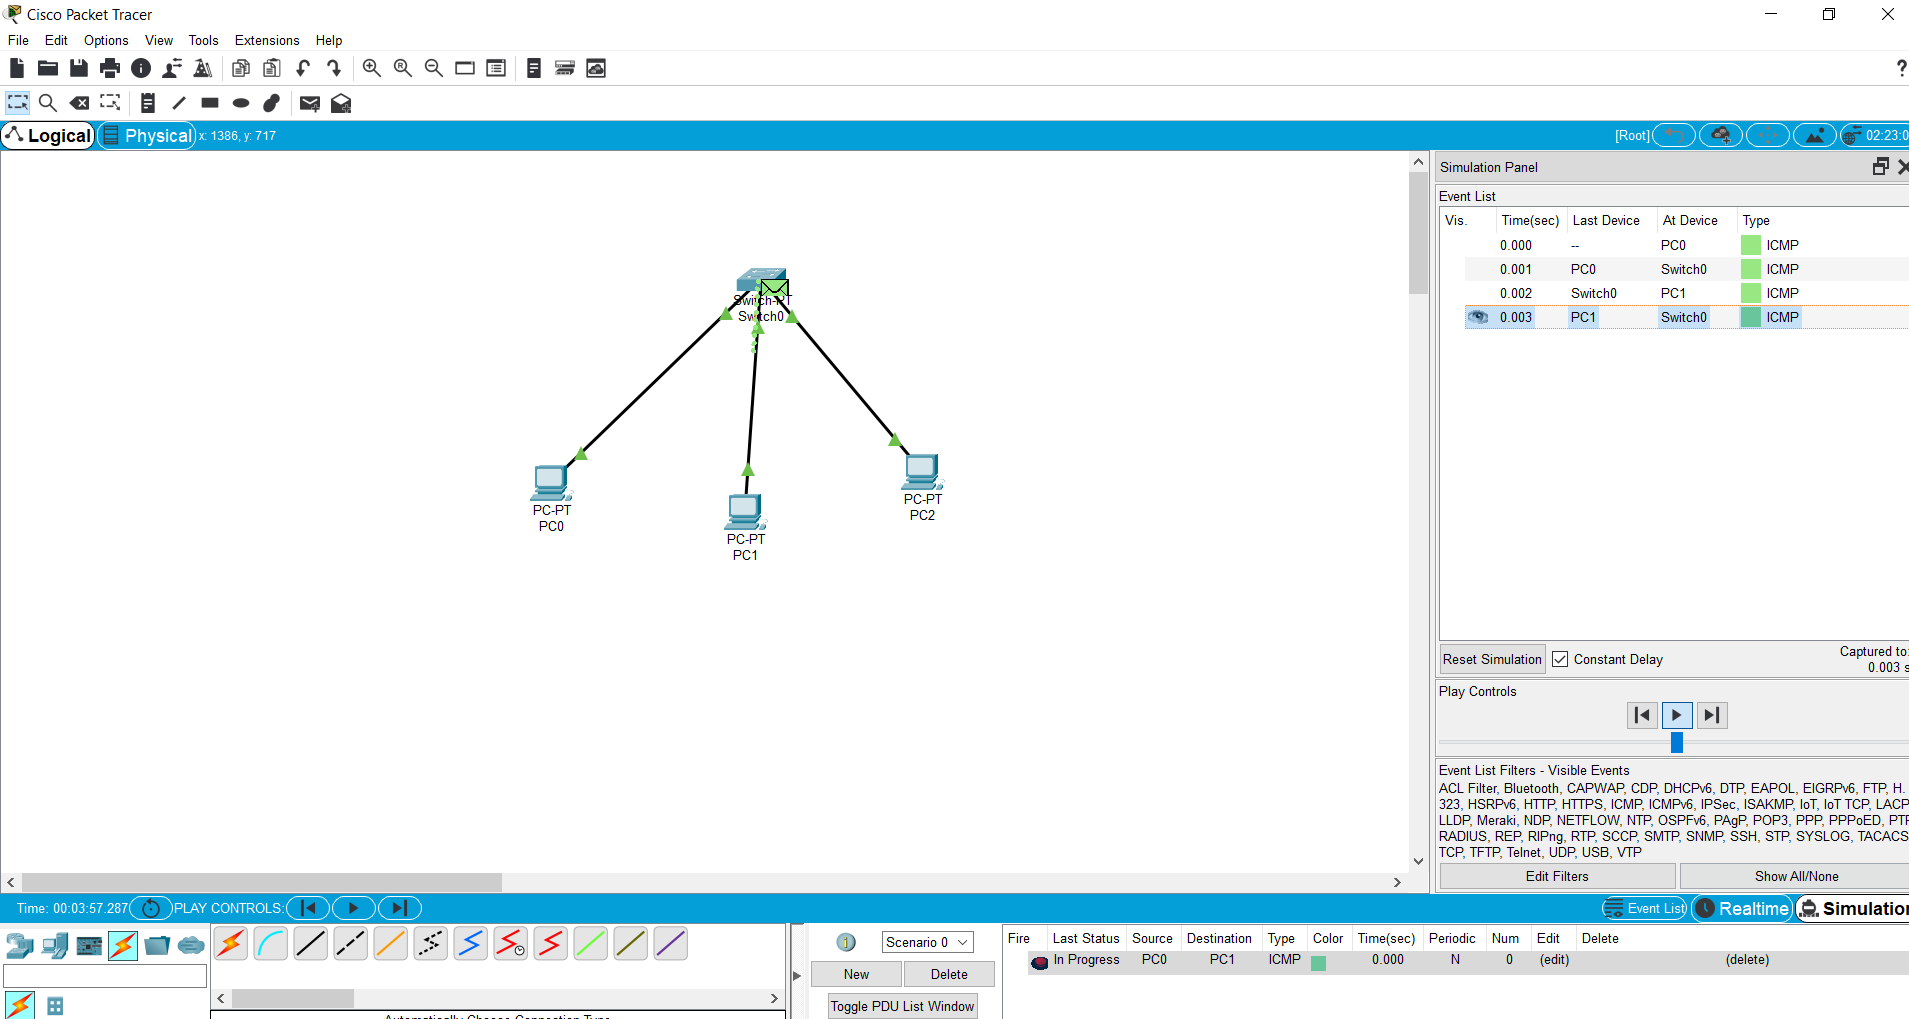 Cisco Packet Tracer
File Edit Options View Tools Extensions Help
?
Logical Physical x: 1386, y: 717 [Root] 02:23:0
Simulation Panel
Event List
Vis. Time(sec) Last Device At Device Type
0.000 -- PC0 ICMP
0.001 PC0 Switch0 ICMP
0.002 Switch0 PC1 ICMP
0.003 PC1 Switch0 ICMP
Switch-PT
Switch0
PC-PT
PC0
PC-PT
PC1
PC-PT
PC2
Reset Simulation Constant Delay Captured to:
0.003 s
Play Controls
Event List Filters - Visible Events
ACL Filter, Bluetooth, CAPWAP, CDP, DHCPv6, DTP, EAPOL, EIGRPv6, FTP, H.
323, HSRPv6, HTTP, HTTPS, ICMP, ICMPv6, IPSec, ISAKMP, IoT, IoT TCP, LACP
LLDP, Meraki, NDP, NETFLOW, NTP, OSPFv6, PAgP, POP3, PPP, PPPoED, PTP
RADIUS, REP, RIPng, RTP, SCCP, SMTP, SNMP, SSH, STP, SYSLOG, TACACS
TCP, TFTP, Telnet, UDP, USB, VTP
Edit Filters Show All/None
Time: 00:03:57.287 PLAY CONTROLS: Event List Realtime Simulation
Scenario 0
New Delete
Toggle PDU List Window
Fire Last Status Source Destination Type Color Time(sec) Periodic Num Edit Delete
In Progress PC0 PC1 ICMP 0.000 N 0 (edit) (delete)
Automatically Choose Connection Type